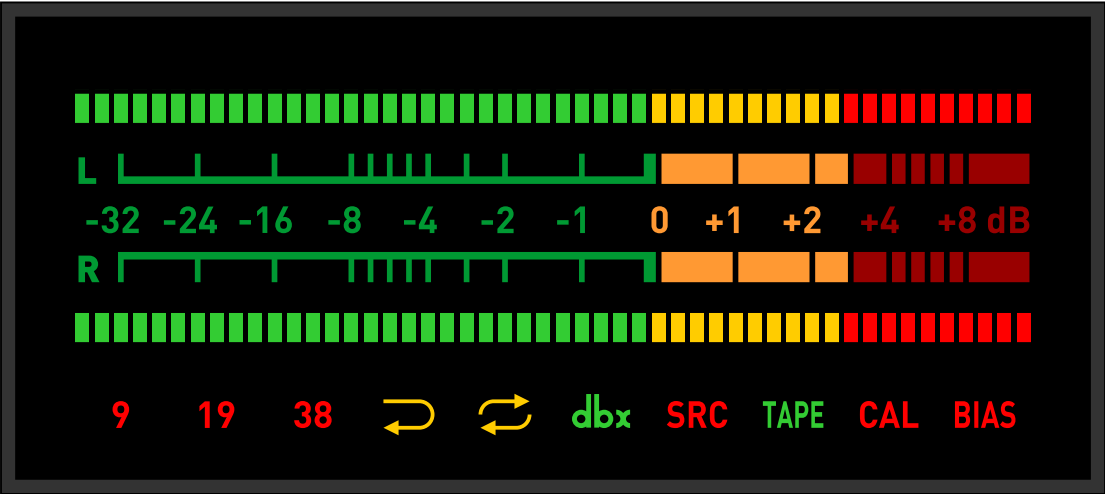 L
-32 -24 -16 -8 -4 -2 -1 0 +1 +2 +4 +8 dB
R
9 19 38 dbx SRC TAPE CAL BIAS